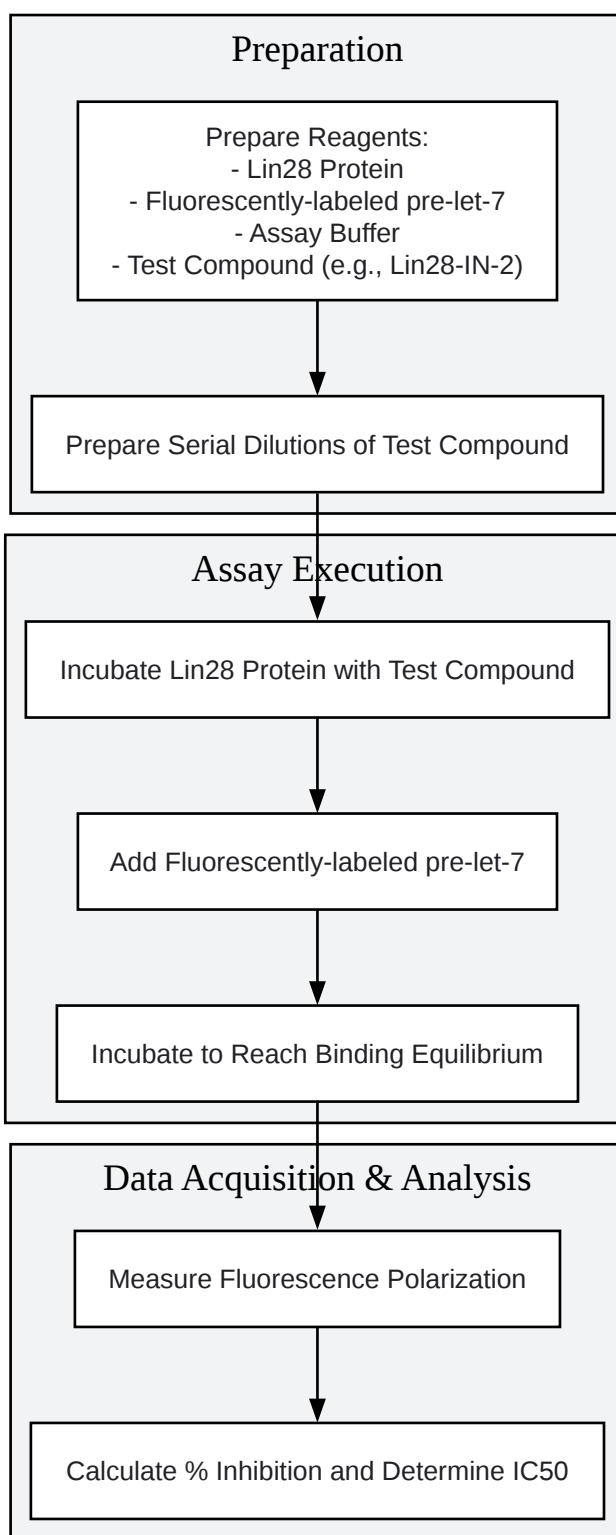 Preparation
Prepare Reagents:
- Lin28 Protein
- Fluorescently-labeled pre-let-7
- Assay Buffer
- Test Compound (e.g., Lin28-IN-2)
Prepare Serial Dilutions of Test Compound
Assay Execution
Incubate Lin28 Protein with Test Compound
Add Fluorescently-labeled pre-let-7
Incubate to Reach Binding Equilibrium
Data Acquisition & Analysis
Measure Fluorescence Polarization
Calculate % Inhibition and Determine IC50